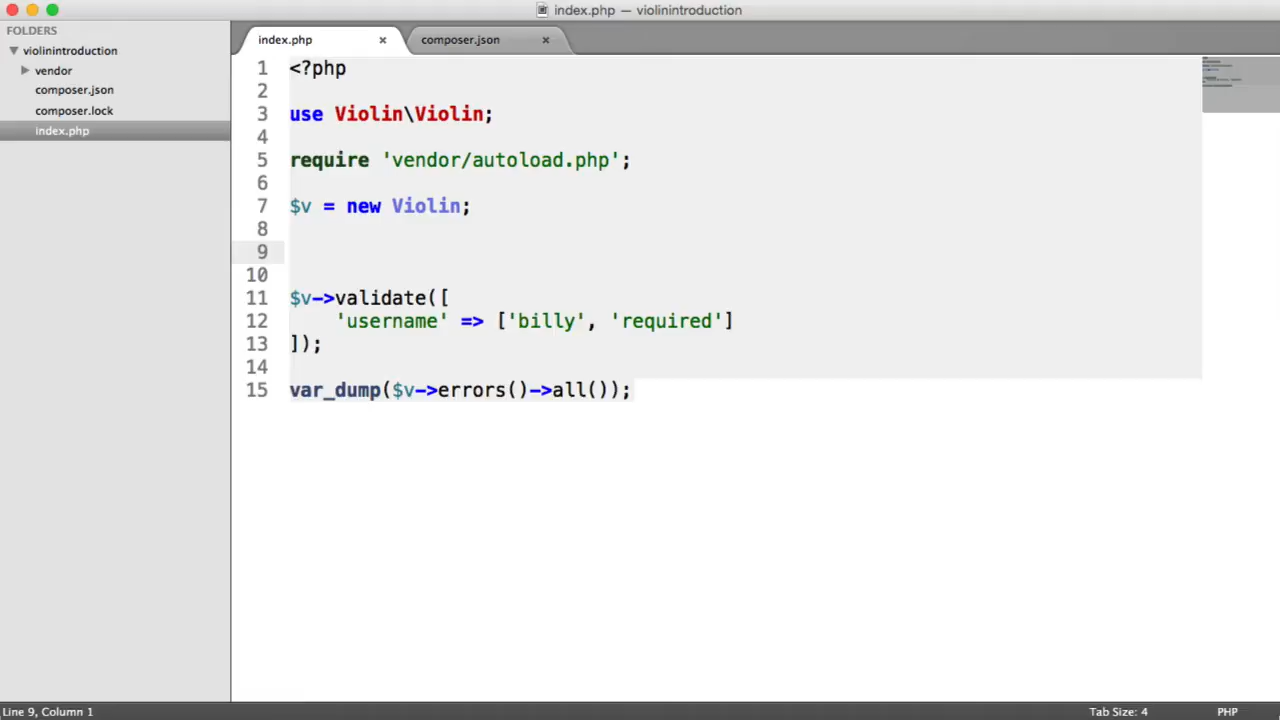 index.php — violinintroduction
FOLDERS
violinintroduction
vendor
composer.json
composer.lock
index.php
index.php × composer.json ×
1 <?php
2
3 use Violin\Violin;
4
5 require 'vendor/autoload.php';
6
7 $v = new Violin;
8
9
10
11 $v->validate([
12     'username' => ['billy', 'required']
13 ]);
14
15 var_dump($v->errors()->all());
Line 9, Column 1 Tab Size: 4 PHP